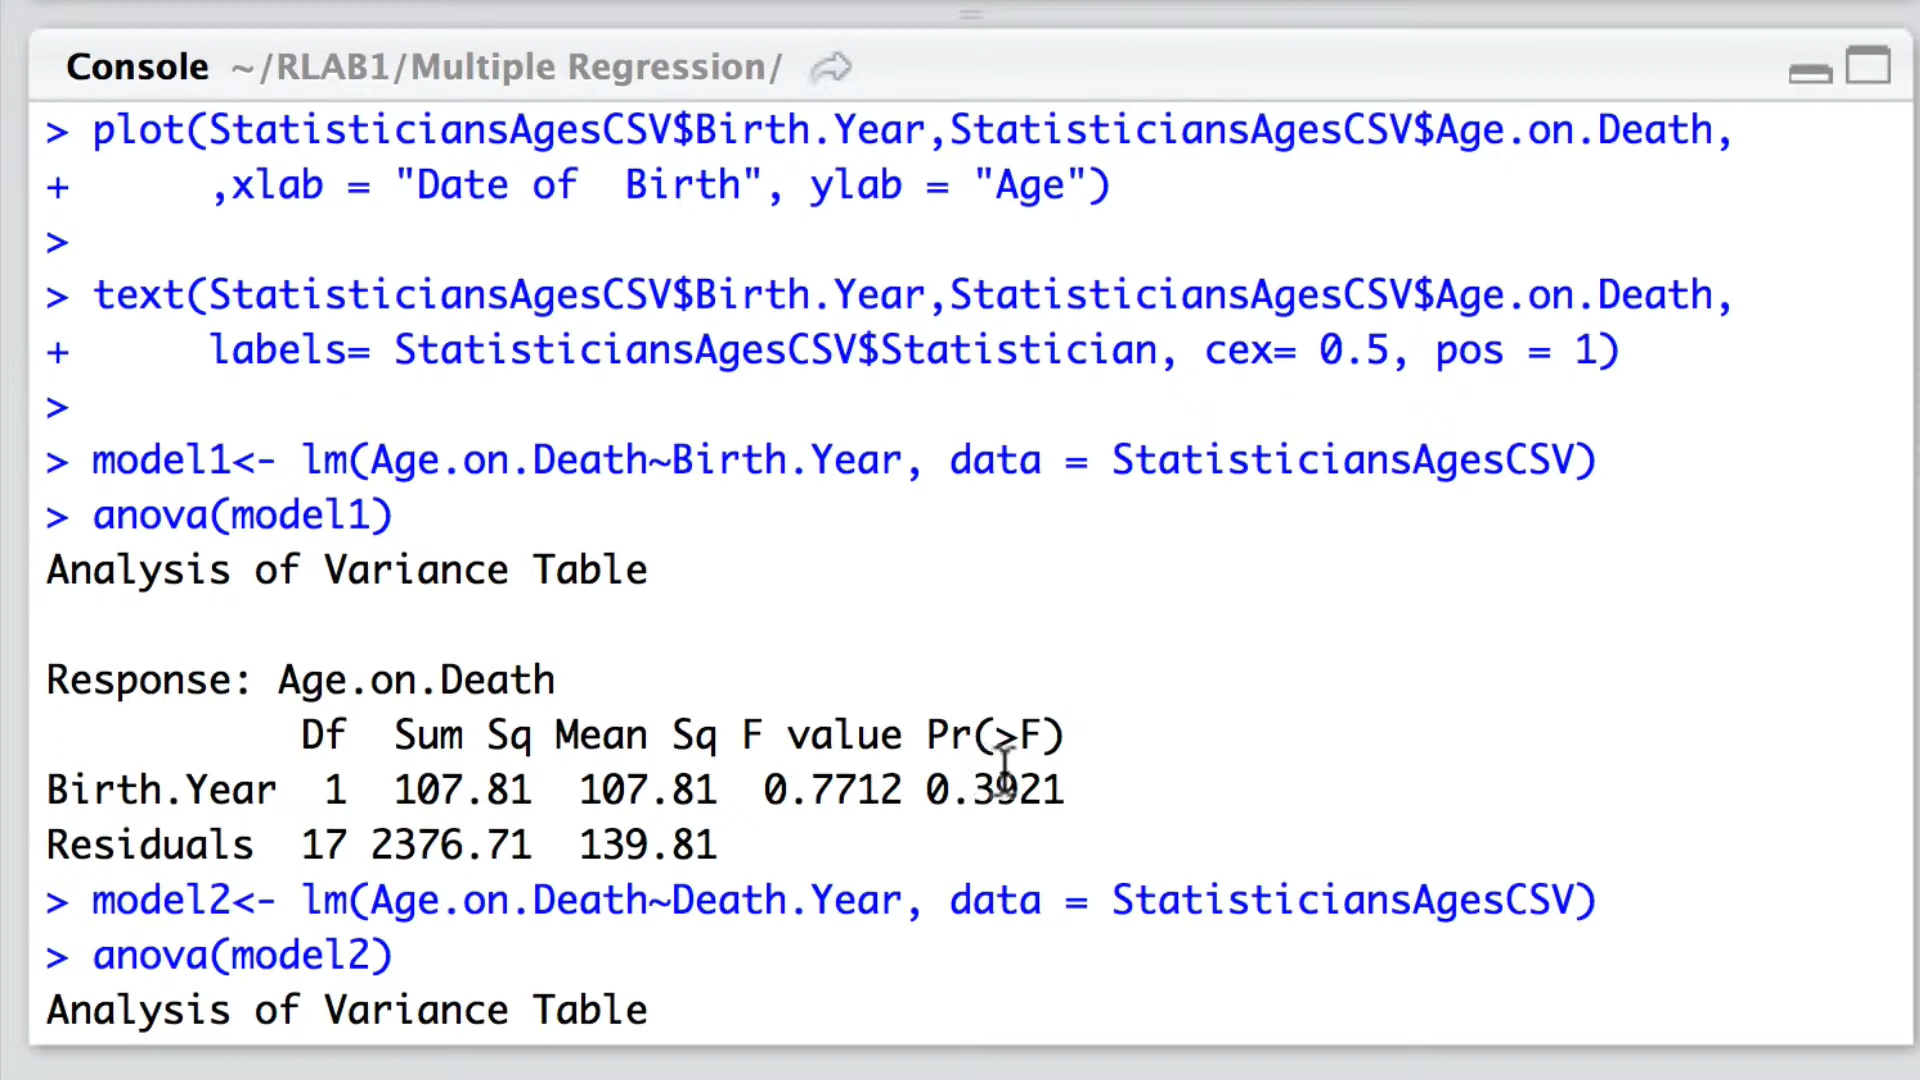 Console ~/RLAB1/Multiple Regression/
> plot(StatisticiansAgesCSV$Birth.Year,StatisticiansAgesCSV$Age.on.Death,
+      ,xlab = "Date of  Birth", ylab = "Age")
>
> text(StatisticiansAgesCSV$Birth.Year,StatisticiansAgesCSV$Age.on.Death,
+      labels= StatisticiansAgesCSV$Statistician, cex= 0.5, pos = 1)
>
> model1<- lm(Age.on.Death~Birth.Year, data = StatisticiansAgesCSV)
> anova(model1)
Analysis of Variance Table
Response: Age.on.Death
           Df  Sum Sq Mean Sq F value Pr(>F)
Birth.Year  1  107.81  107.81  0.7712 0.3921
Residuals  17 2376.71  139.81
> model2<- lm(Age.on.Death~Death.Year, data = StatisticiansAgesCSV)
> anova(model2)
Analysis of Variance Table